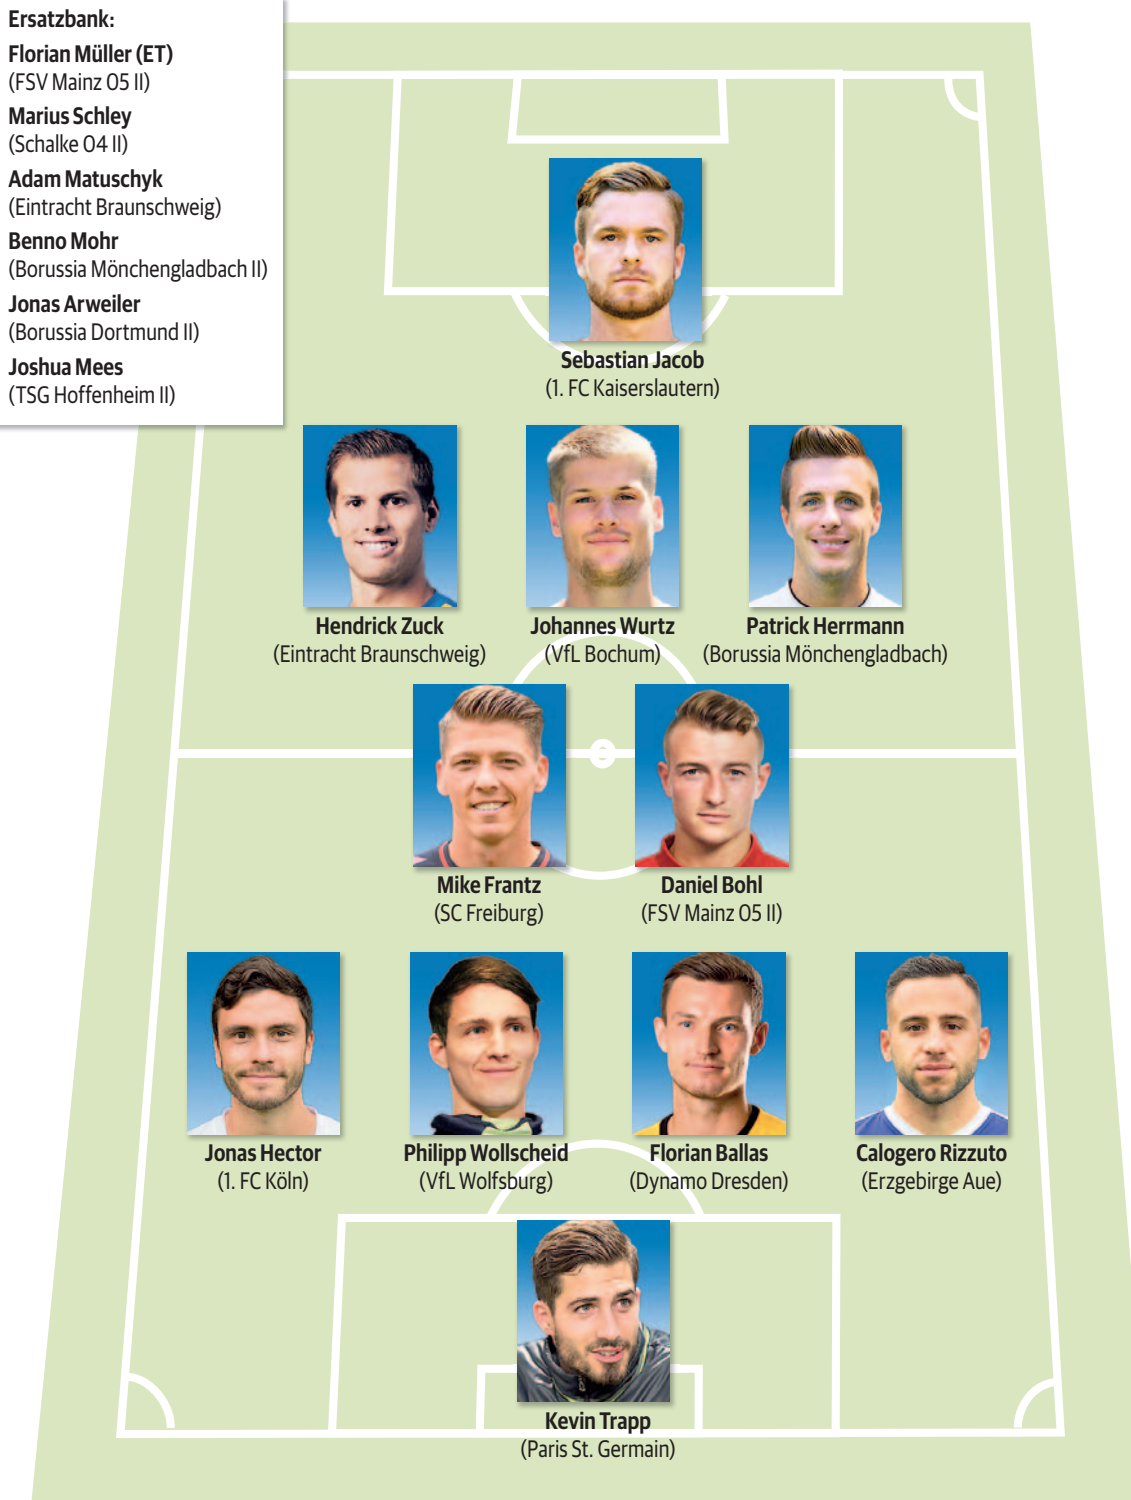 Ersatzbank:
Florian Müller (ET)
(FSV Mainz 05 II)
Marius Schley
(Schalke 04 II)
Adam Matuschyk
(Eintracht Braunschweig)
Benno Mohr
(Borussia Mönchengladbach II)
Jonas Arweiler
(Borussia Dortmund II)
Joshua Mees
(TSG Hoffenheim II)
Sebastian Jacob
(1. FC Kaiserslautern)
Hendrick Zuck
(Eintracht Braunschweig)
Johannes Wurtz
(VfL Bochum)
Patrick Herrmann
(Borussia Mönchengladbach)
Mike Frantz
(SC Freiburg)
Daniel Bohl
(FSV Mainz 05 II)
Jonas Hector
(1. FC Köln)
Philipp Wollscheid
(VfL Wolfsburg)
Florian Ballas
(Dynamo Dresden)
Calogero Rizzuto
(Erzgebirge Aue)
Kevin Trapp
(Paris St. Germain)